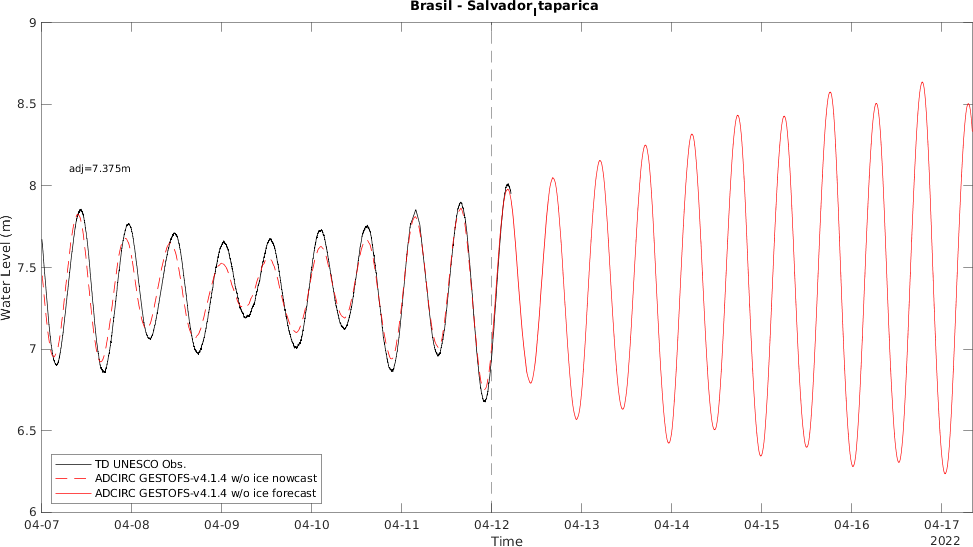 Brasil - Salvador_Itaparica
9
8.5
adj=7.375m
8
7.5
Water Level (m)
7
6.5
TD UNESCO Obs.
ADCIRC GESTOFS-v4.1.4 w/o ice nowcast
ADCIRC GESTOFS-v4.1.4 w/o ice forecast
6
04-07 04-08 04-09 04-10 04-11 04-12 04-13 04-14 04-15 04-16 04-17
Time 2022